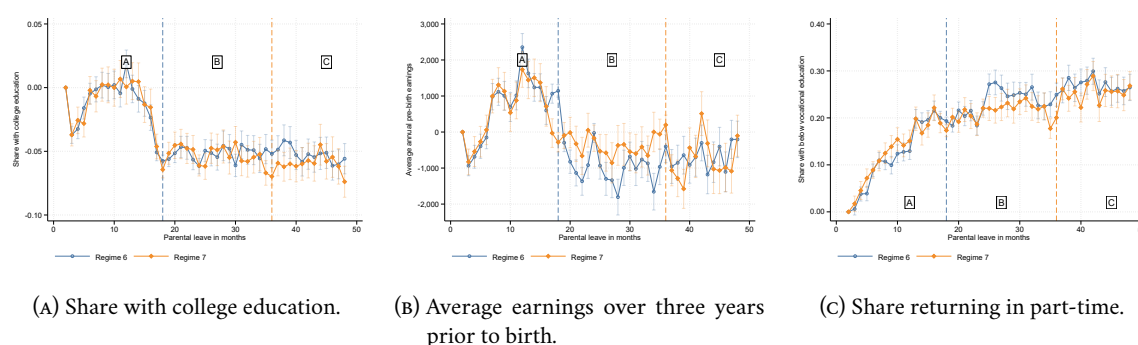 0.05
0.00
-0.05
-0.10
Share with college education
A
B
C
0 10 20 30 40 50
Parental leave in months
Regime 6 Regime 7
(A) Share with college education.
3,000
2,000
1,000
0
-1,000
-2,000
Average annual pre-birth earnings
A
B
C
0 10 20 30 40 50
Parental leave in months
Regime 6 Regime 7
(B) Average earnings over three years
prior to birth.
0.30
0.20
0.10
0.00
Share with below vocational education
A
B
C
0 10 20 30 40 50
Parental leave in months
Regime 6 Regime 7
(C) Share returning in part-time.